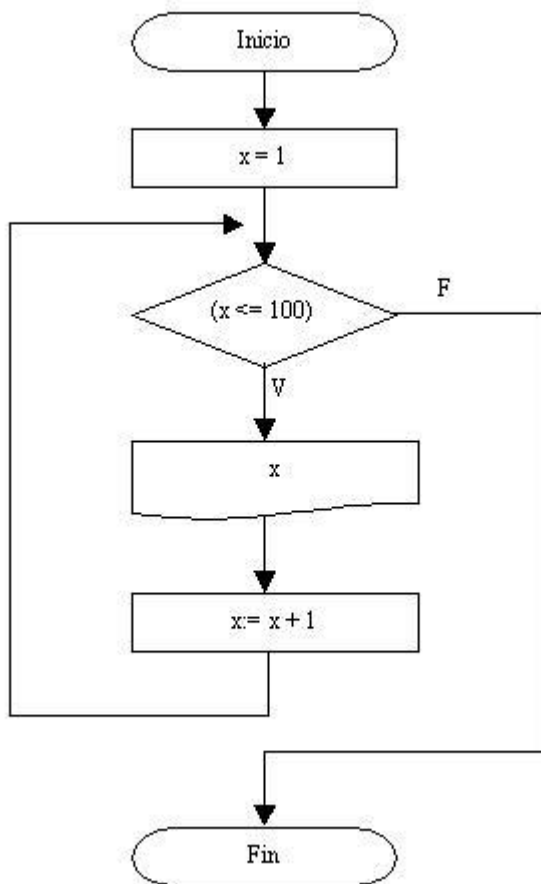 Inicio
x = 1
(x <= 100)
F
V
x
x:= x + 1
Fin